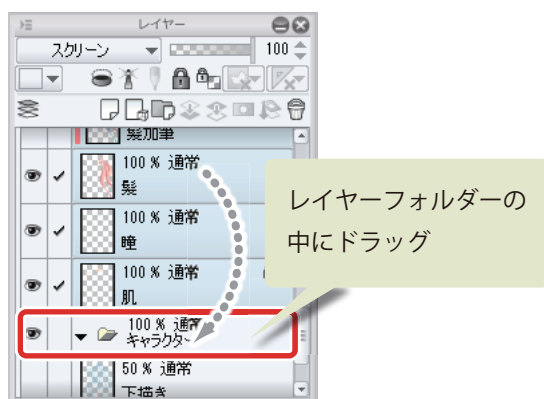 レイヤー
スクリーン
100
髪加筆
100 % 通常
髪
100 % 通常
瞳
100 % 通常
肌
100 % 通常
キャラクター
50 % 通常
下描き
レイヤーフォルダーの
中にドラッグ